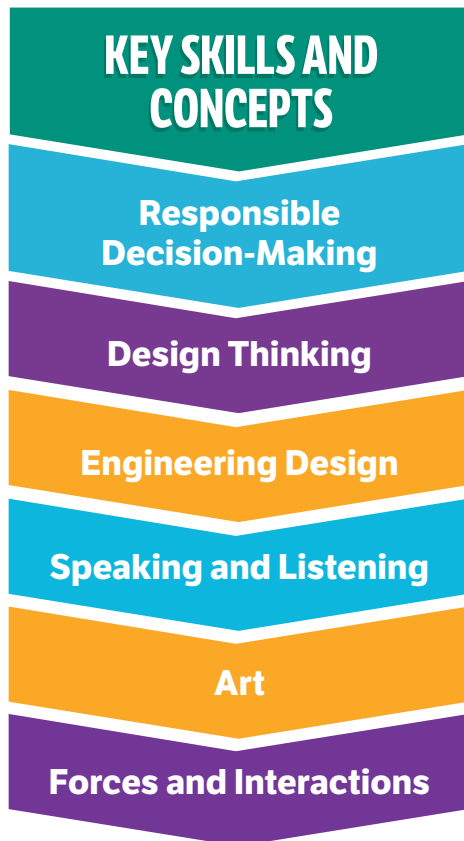 KEY SKILLS AND
CONCEPTS
Responsible
Decision-Making
Design Thinking
Engineering Design
Speaking and Listening
Art
Forces and Interactions